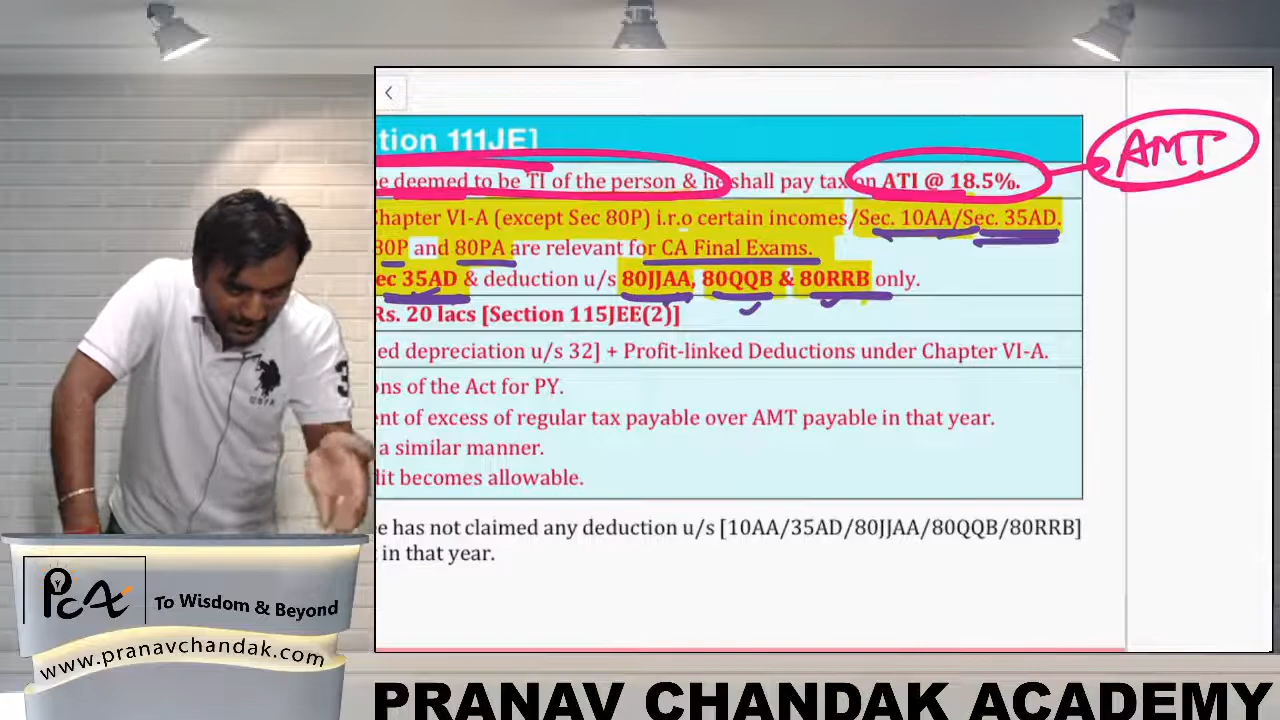 tion 111JE]
e deemed to be TI of the person & he shall pay tax on ATI @ 18.5%.
AMT
Chapter VI-A (except Sec 80P) i.r.o certain incomes/Sec. 10AA/Sec. 35AD.
80P and 80PA are relevant for CA Final Exams.
ec 35AD & deduction u/s 80JJAA, 80QQB & 80RRB only.
Rs. 20 lacs [Section 115JEE(2)]
ed depreciation u/s 32] + Profit-linked Deductions under Chapter VI-A.
ons of the Act for PY.
nt of excess of regular tax payable over AMT payable in that year.
a similar manner.
lit becomes allowable.
e has not claimed any deduction u/s [10AA/35AD/80JJAA/80QQB/80RRB]
in that year.
3
PCA
To Wisdom & Beyond
www.pranavchandak.com
PRANAV CHANDAK ACADEMY